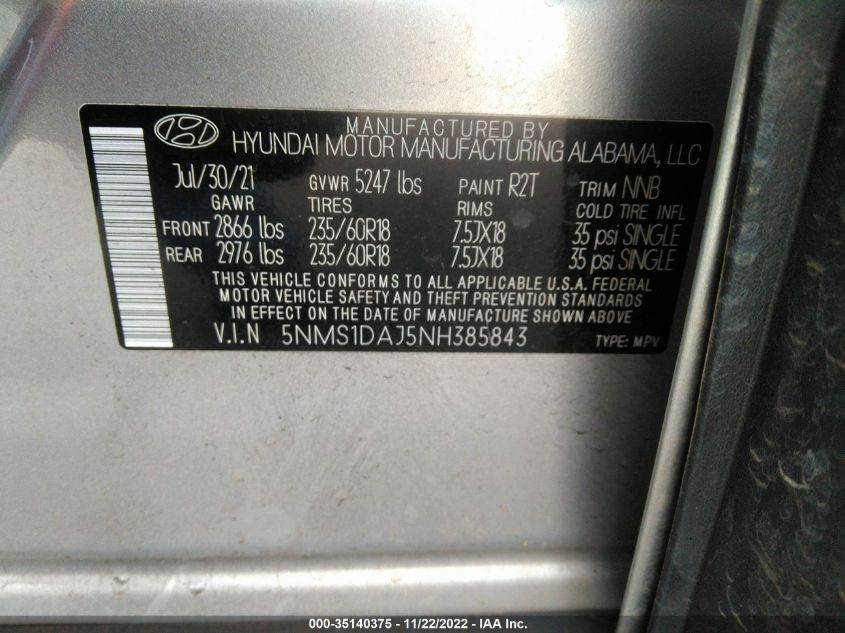 MANUFACTURED BY
HYUNDAI MOTOR MANUFACTURING ALABAMA, LLC
Jul/30/21 GVWR 5247 lbs PAINT R2T TRIM NNB
GAWR TIRES RIMS COLD TIRE INFL
FRONT 2866 lbs 235/60R18 7.5JX18 35 psi SINGLE
REAR 2976 lbs 235/60R18 7.5JX18 35 psi SINGLE
THIS VEHICLE CONFORMS TO ALL APPLICABLE U.S.A. FEDERAL
MOTOR VEHICLE SAFETY AND THEFT PREVENTION STANDARDS
IN EFFECT ON THE DATE OF MANUFACTURE SHOWN ABOVE
V.I.N 5NMS1DAJ5NH385843 TYPE: MPV
000-35140375 - 11/22/2022 - IAA Inc.